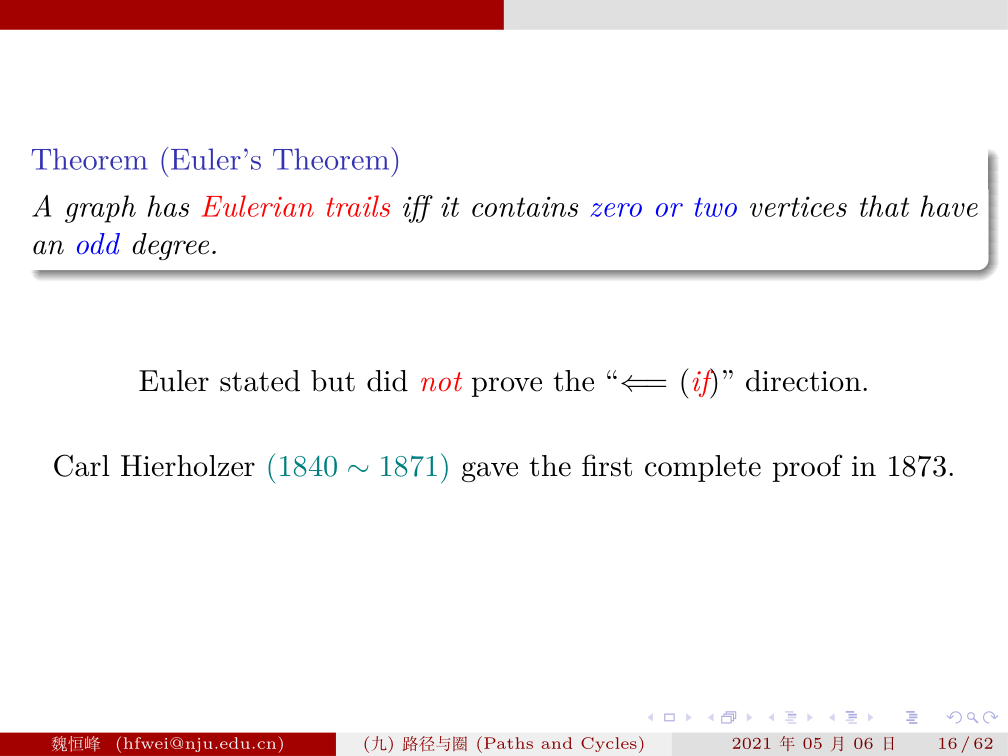 Theorem (Euler's Theorem)
A graph has Eulerian trails iff it contains zero or two vertices that have
an odd degree.
Euler stated but did not prove the “⟸ (if)” direction.
Carl Hierholzer (1840 ∼ 1871) gave the first complete proof in 1873.
魏恒峰 (hfwei@nju.edu.cn) (九) 路径与圈 (Paths and Cycles) 2021 年 05 月 06 日 16 / 62